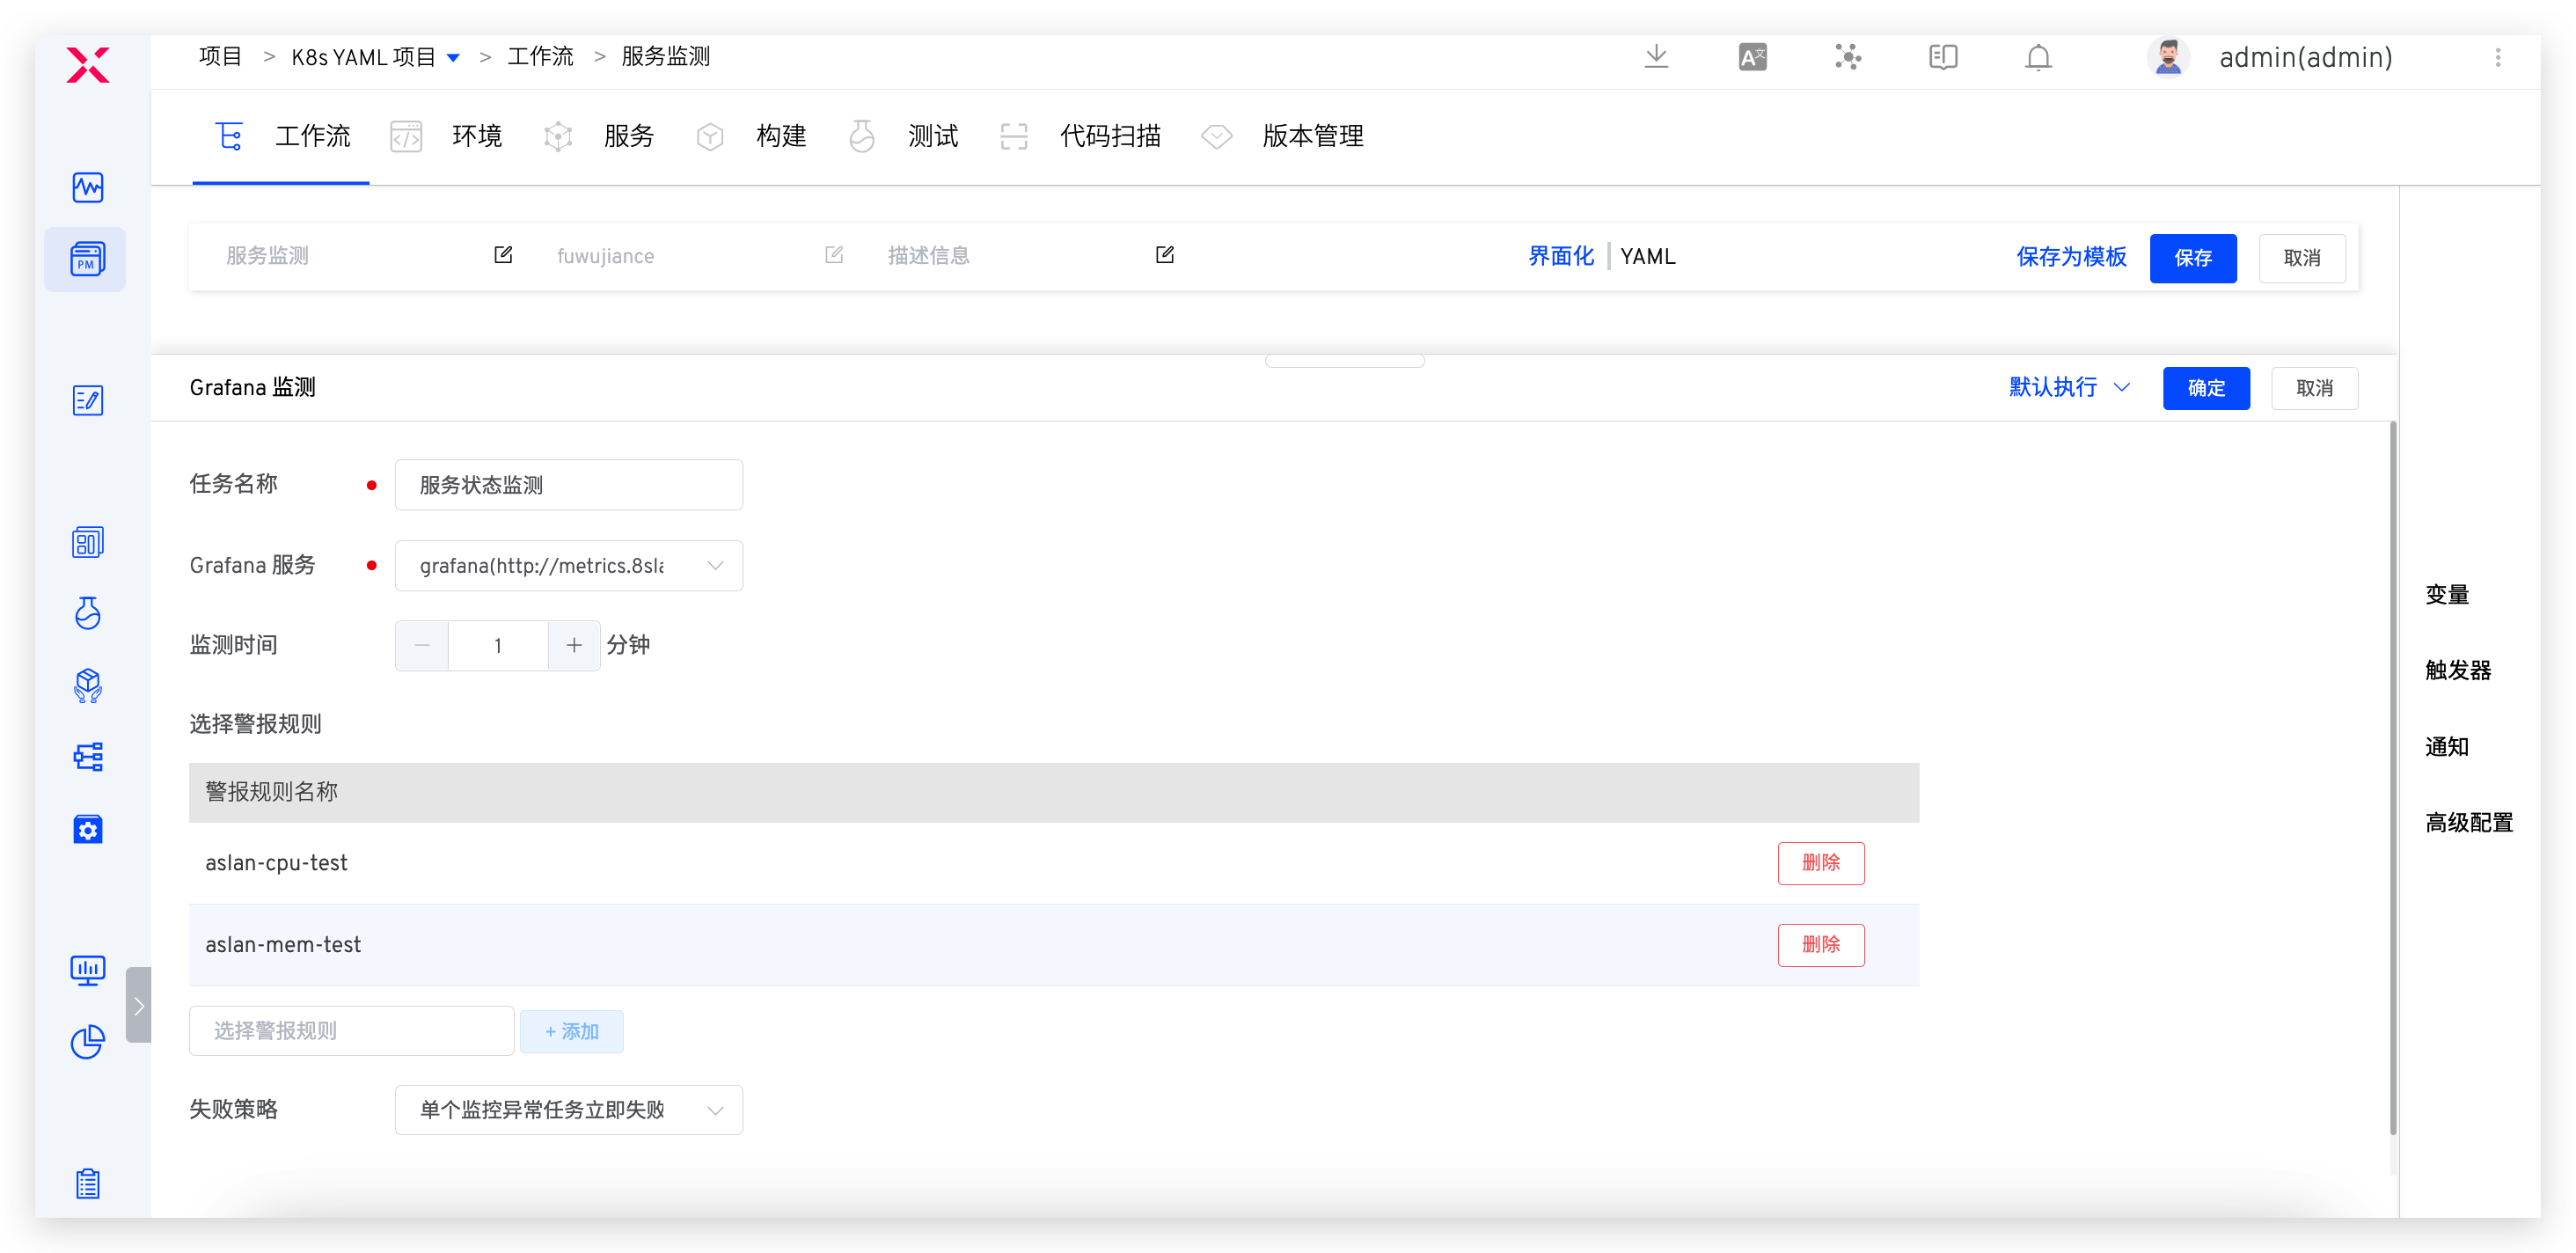 项目 > K8s YAML 项目 > 工作流 > 服务监测
admin(admin)
工作流 环境 服务 构建 测试 代码扫描 版本管理
PM
服务监测 fuwujiance 描述信息 界面化 YAML 保存为模板 保存 取消
Grafana 监测 默认执行 确定 取消
任务名称 服务状态监测
Grafana 服务 grafana(http://metrics.8sla
监测时间 1 分钟
选择警报规则
警报规则名称
aslan-cpu-test 删除
aslan-mem-test 删除
选择警报规则 + 添加
失败策略 单个监控异常任务立即失败
变量
触发器
通知
高级配置